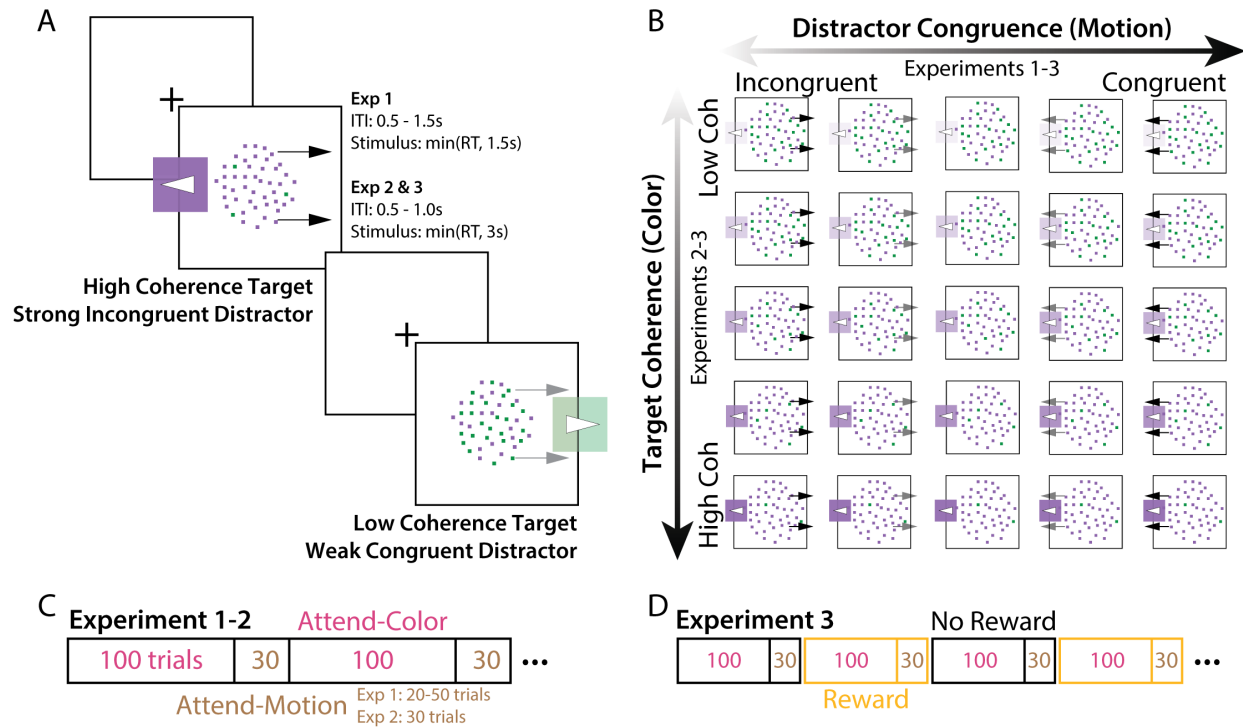 A
Exp 1
ITI: 0.5 - 1.5s
Stimulus: min(RT, 1.5s)
Exp 2 & 3
ITI: 0.5 - 1.0s
Stimulus: min(RT, 3s)
High Coherence Target
Strong Incongruent Distractor
Low Coherence Target
Weak Congruent Distractor
B
Distractor Congruence (Motion)
Experiments 1-3
Incongruent
Congruent
Target Coherence (Color)
Experiments 2-3
Low Coh
High Coh
C
Experiment 1-2
Attend-Color
100 trials
30
100
30
•••
Attend-Motion
Exp 1: 20-50 trials
Exp 2: 30 trials
D
Experiment 3
No Reward
100
30
100
30
100
30
100
30
•••
Reward